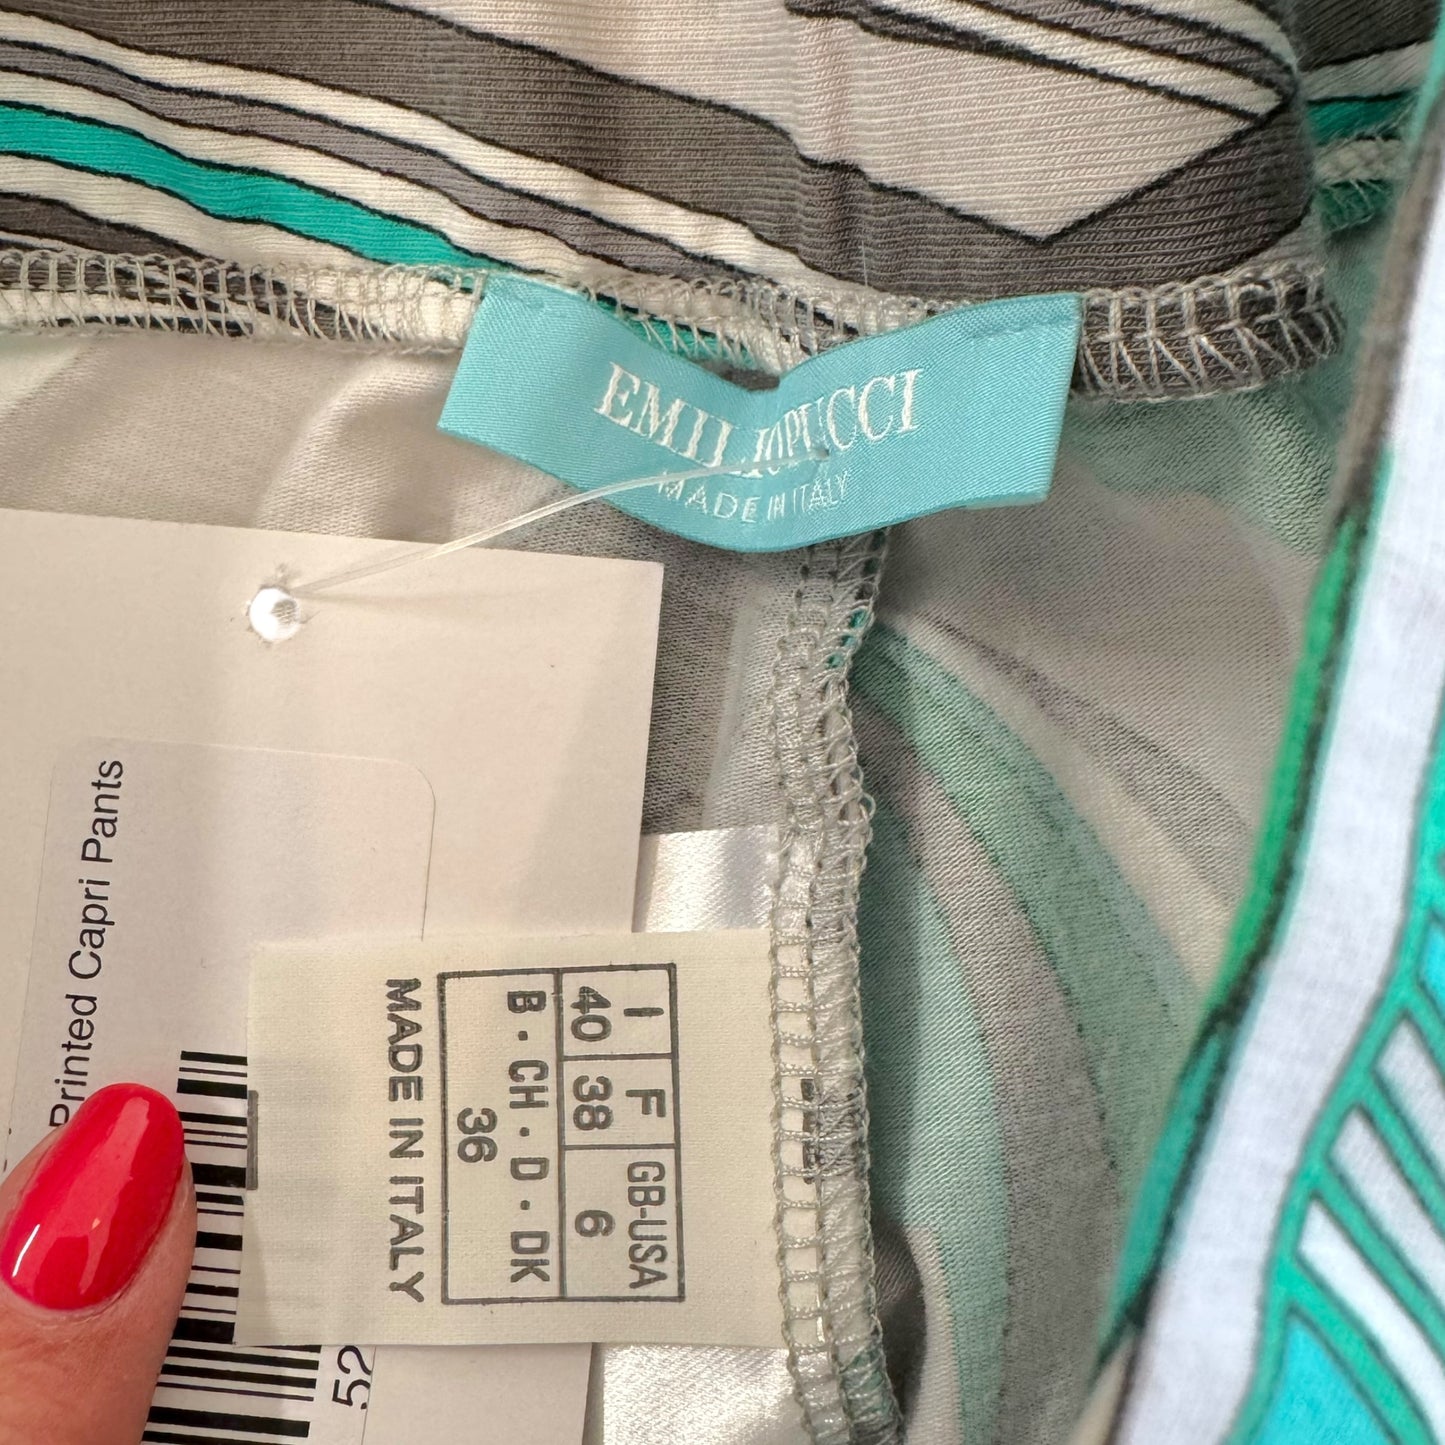 EMILIO PUCCI
MADE IN ITALY
Printed Capri Pants
52
I F GB-USA
40 38 6
B · CH · D · DK
36
MADE IN ITALY